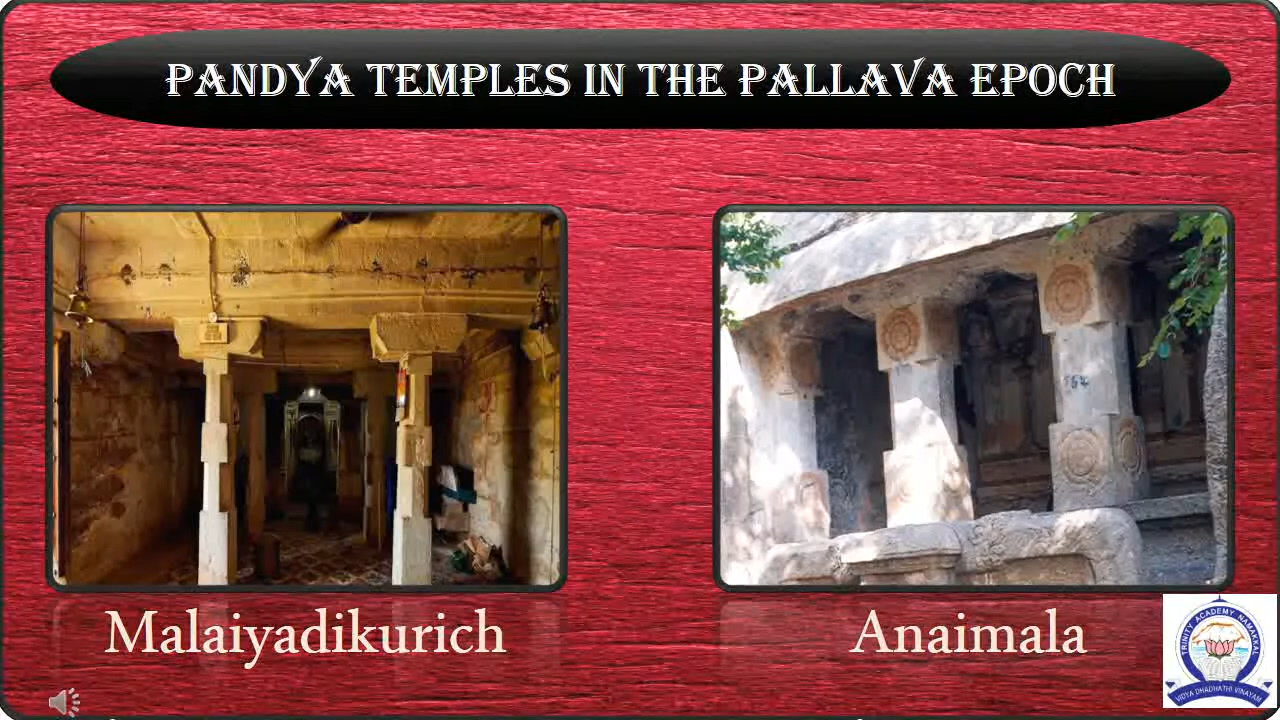 PANDYA TEMPLES IN THE PALLAVA EPOCH
164
Malaiyadikurich
Anaimala
TRINITY ACADEMY NAMAKKAL
VIDYA DHADHATHI VINAYAM